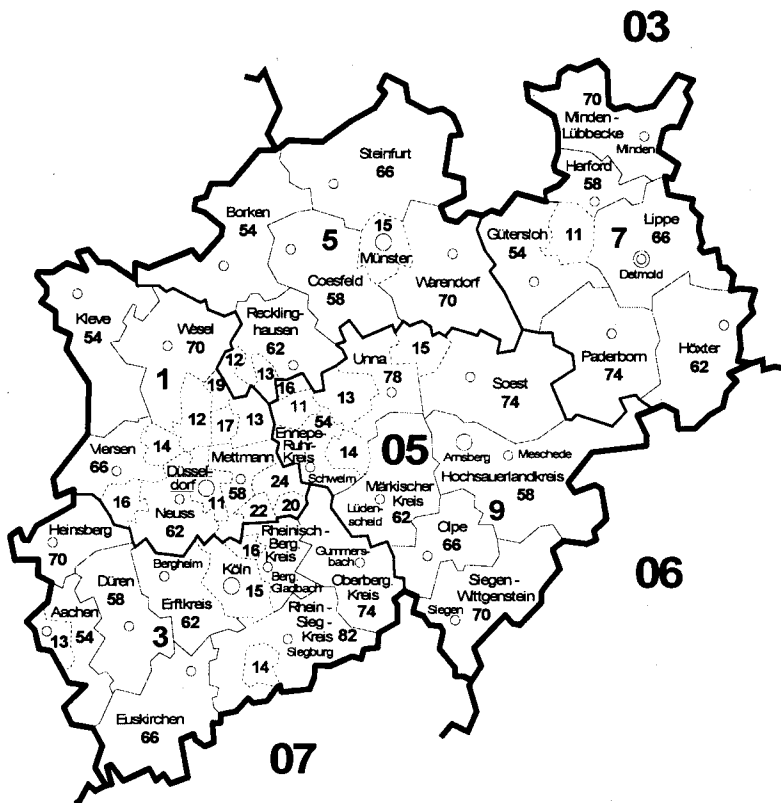 03
70
Minden -
Lübbecke
Minden
Steinfurt
66
Herford
58
Borken
54
15
Münster
5
Gütersloh
54
11
7
Lippe
66
Detmold
Coesfeld
58
Warendorf
70
Kleve
54
Wesel
70
Reckling-
hausen
62
12
13
Unna
78
15
Soest
74
Paderborn
74
Höxter
62
1
19
16
12
17
13
11
54
Ennepe-
Ruhr-
Kreis
Schwelm
13
14
05
Viersen
66
14
Mettmann
58
Düssel-
dorf
11
24
22
20
16
Neuss
62
Märkischer
Kreis
62
Lüden-
scheid
Arnsberg
Meschede
Hochsauerlandkreis
58
9
Olpe
66
Heinsberg
70
Bergheim
Düren
58
Erftkreis
62
Köln
15
16
Rheinisch-
Berg.
Kreis
Berg.
Gladbach
Gummers-
bach
Oberberg.
Kreis
74
06
Siegen -
Wittgenstein
70
Siegen
Aachen
54
13
3
Rhein -
Sieg -
Kreis
82
Siegburg
14
Euskirchen
66
07